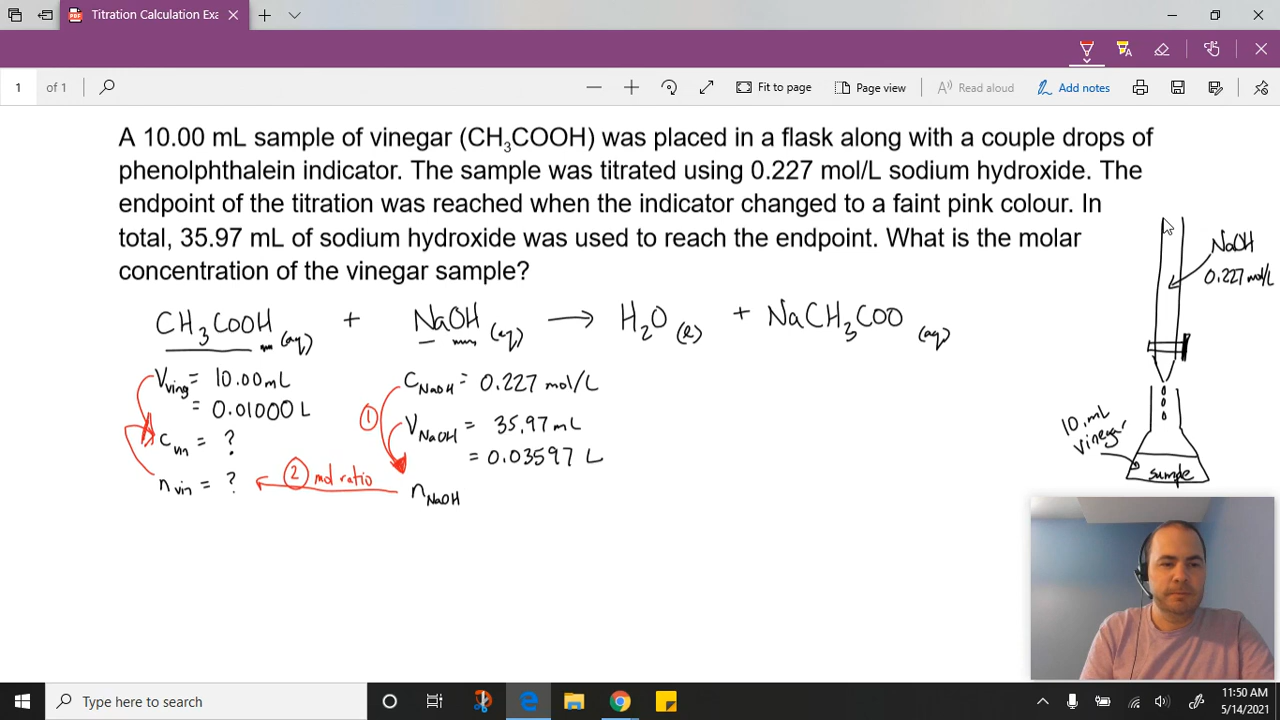 Titration Calculation Exa
1 of 1 Fit to page Page view Read aloud Add notes
A 10.00 mL sample of vinegar (CH₃COOH) was placed in a flask along with a couple drops of
phenolphthalein indicator. The sample was titrated using 0.227 mol/L sodium hydroxide. The
endpoint of the titration was reached when the indicator changed to a faint pink colour. In
total, 35.97 mL of sodium hydroxide was used to reach the endpoint. What is the molar
concentration of the vinegar sample?
NaOH
0.227 mol/L
CH₃COOH (aq) + NaOH (aq) → H₂O (l) + NaCH₃COO (aq)
Vving = 10.00mL
= 0.01000 L
Cvin = ?
nvin = ?
① 
CNaOH = 0.227 mol/L
VNaOH = 35.97mL
= 0.03597 L
② mol ratio
nNaOH
10. mL
vinegar
sample
Type here to search
11:50 AM
5/14/2021